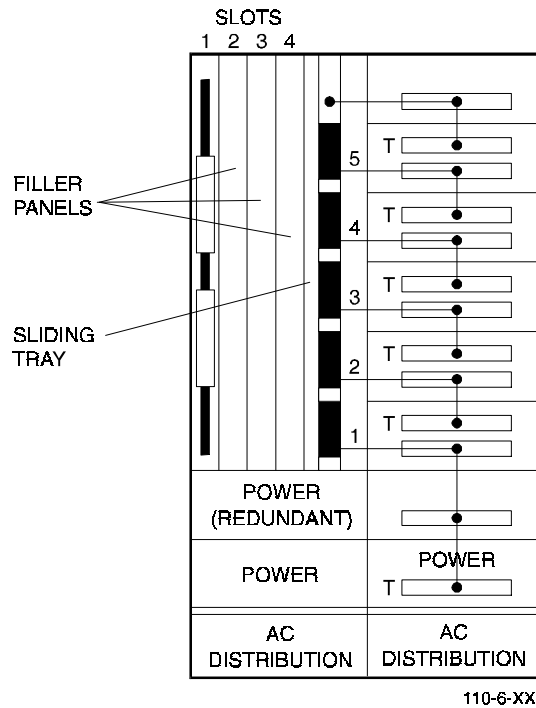 SLOTS
1 2 3 4
5
T
FILLER
PANELS
4
T
3
T
SLIDING
TRAY
2
T
1
T
POWER
(REDUNDANT)
POWER
POWER
T
AC
DISTRIBUTION
AC
DISTRIBUTION
110-6-XX